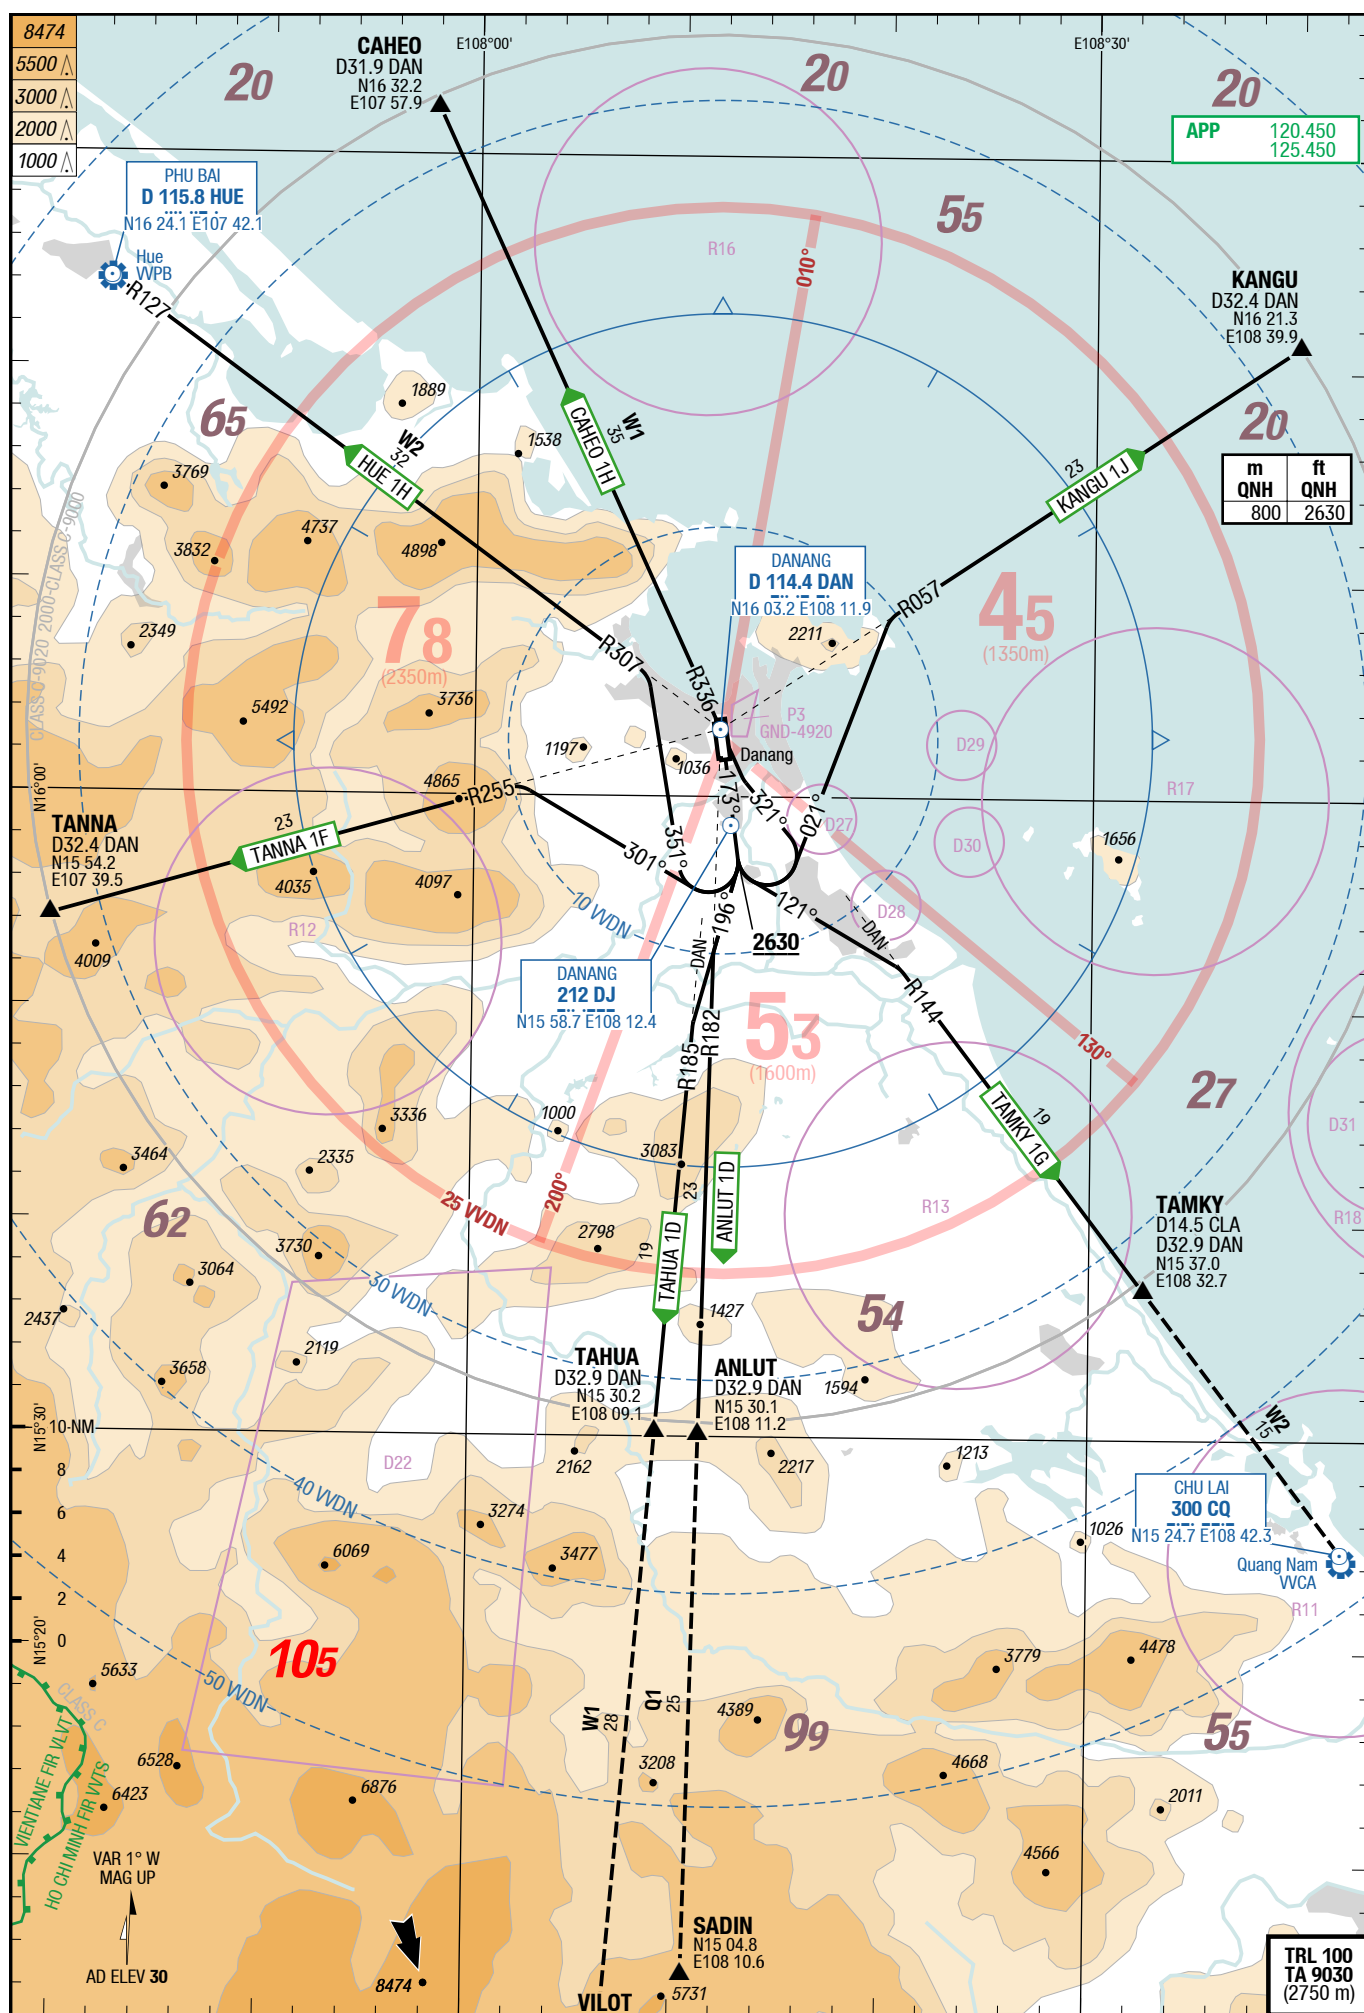 8474
5500
3000
2000
1000
CAHEO
D31.9 DAN
N16 32.2
E107 57.9
E108°00'
E108°30'
20
20
20
APP 120.450
125.450
PHU BAI
D 115.8 HUE
N16 24.1 E107 42.1
Hue
VVPB
R127
R16
55
010°
KANGU
D32.4 DAN
N16 21.3
E108 39.9
20
m ft
QNH QNH
800 2630
65
1889
1538
W2
32
HUE 1H
CAHEO 1H
W1
35
23
KANGU 1J
3769
4737
3832
4898
CLASS C-9020 2000-CLASS C-9000
2349
78
(2350m)
DANANG
D 114.4 DAN
N16 03.2 E108 11.9
2211
R057
45
(1350m)
R307
R336
5492
3736
P3
GND-4920
Danang
1197
1036
D29
R17
N16°00'
4865
R255
173°
321°
021°
D27
D30
1656
TANNA
D32.4 DAN
N15 54.2
E107 39.5
23
TANNA 1F
301°
351°
4035
4097
196°
121°
D28
R12
10 VVDN
2630
DAN
DAN
4009
DANANG
212 DJ
N15 58.7 E108 12.4
53
(1600m)
R182
R185
R144
130°
27
3336
1000
3083
2335
3464
TAMKY 1G
19
D31
62
25 VVDN
200°
23
ANLUT 1D
R13
TAMKY
D14.5 CLA
D32.9 DAN
N15 37.0
E108 32.7
R18
3730
2798
19
TAHUA 1D
3064
30 VVDN
2437
1427
54
2119
3658
TAHUA
D32.9 DAN
N15 30.2
E108 09.1
ANLUT
D32.9 DAN
N15 30.1
E108 11.2
1594
N15°30'
10-NM
8
6
4
2
0
D22
2162
2217
1213
W2
15
40 VVDN
3274
CHU LAI
300 CQ
N15 24.7 E108 42.3
1026
Quang Nam
VVCA
R11
6069
3477
N15°20'
105
3779
4478
5633
CLASS C
50 VVDN
W1
28
Q1
25
4389
99
55
VIENTIANE FIR VLVT
HO CHI MINH FIR VVTS
6528
6423
3208
6876
4668
2011
4566
VAR 1° W
MAG UP
AD ELEV 30
8474
SADIN
N15 04.8
E108 10.6
5731
VILOT
TRL 100
TA 9030
(2750 m)